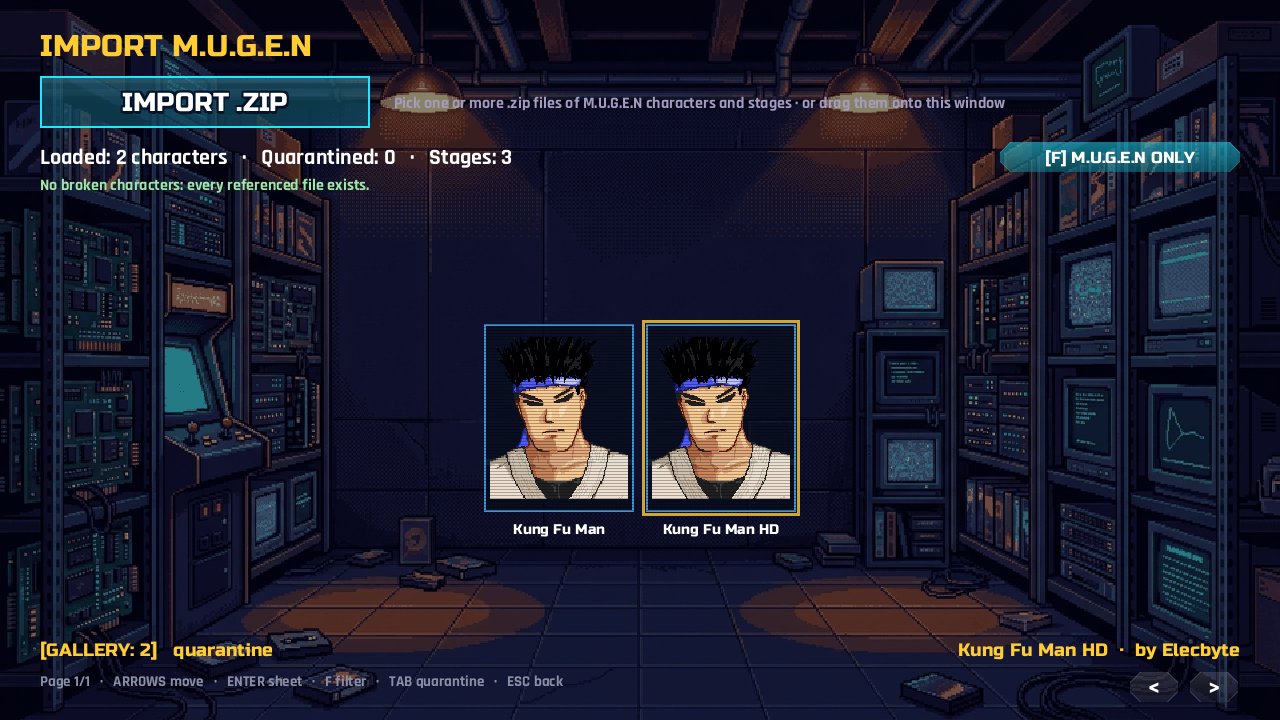 IMPORT M.U.G.E.N
IMPORT .ZIP
Pick one or more .zip files of M.U.G.E.N characters and stages · or drag them onto this window
Loaded: 2 characters · Quarantined: 0 · Stages: 3
[F] M.U.G.E.N ONLY
No broken characters: every referenced file exists.
Kung Fu Man
Kung Fu Man HD
[GALLERY: 2] quarantine
Kung Fu Man HD · by Elecbyte
Page 1/1 · ARROWS move · ENTER sheet · F filter · TAB quarantine · ESC back
< >